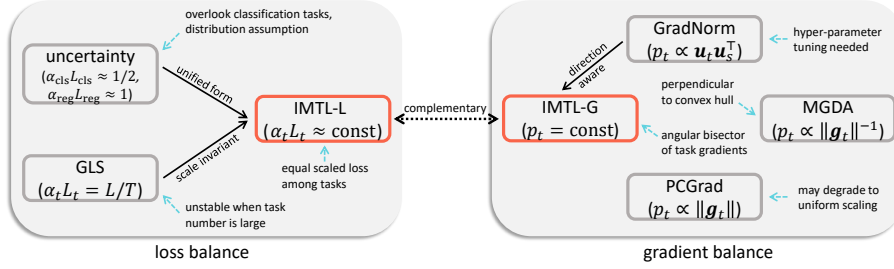 overlook classification tasks,
distribution assumption
uncertainty
(α_cls L_cls ≈ 1/2,
α_reg L_reg ≈ 1)
unified form
IMTL-L
(α_t L_t ≈ const)
scale invariant
GLS
(α_t L_t = L/T)
equal scaled loss
among tasks
unstable when task
number is large
loss balance
complementary
GradNorm
(p_t ∝ u_t u_s^⊤)
hyper-parameter
tuning needed
direction
aware
perpendicular
to convex hull
IMTL-G
(p_t = const)
MGDA
(p_t ∝ ‖g_t‖^−1)
angular bisector
of task gradients
PCGrad
(p_t ∝ ‖g_t‖)
may degrade to
uniform scaling
gradient balance